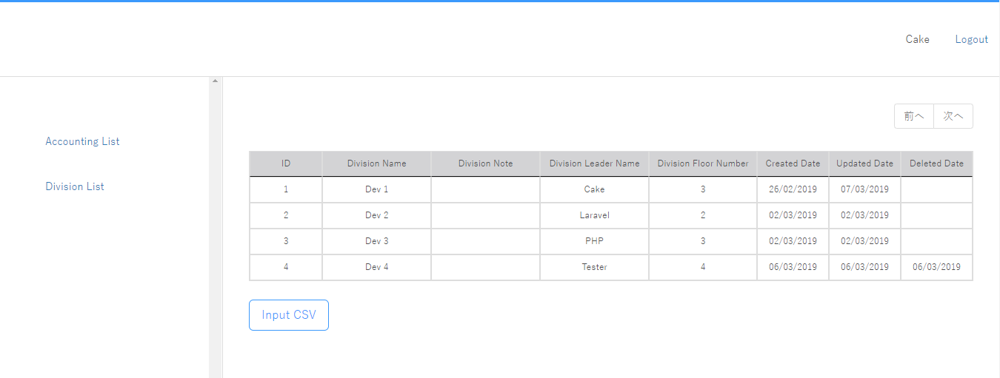 Cake Logout
前へ 次へ
Accounting List
Division List
ID Division Name Division Note Division Leader Name Division Floor Number Created Date Updated Date Deleted Date
1 Dev 1 Cake 3 26/02/2019 07/03/2019
2 Dev 2 Laravel 2 02/03/2019 02/03/2019
3 Dev 3 PHP 3 02/03/2019 02/03/2019
4 Dev 4 Tester 4 06/03/2019 06/03/2019 06/03/2019
Input CSV